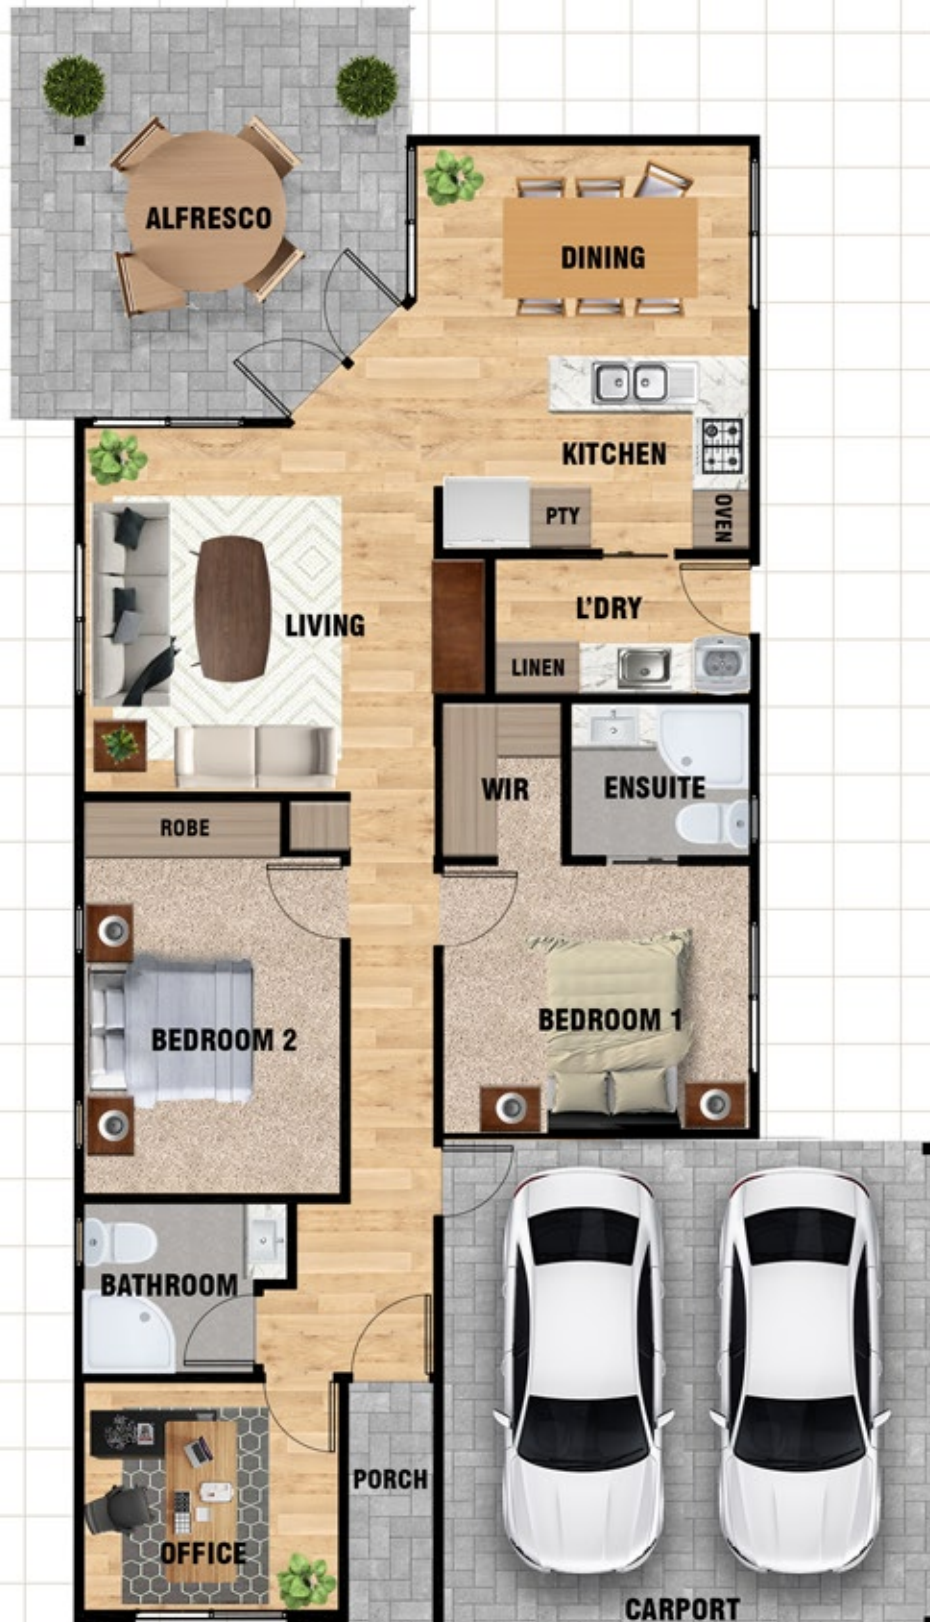 ALFRESCO
DINING
KITCHEN
PTY
OVEN
L'DRY
LIVING
LINEN
WIR
ENSUITE
ROBE
BEDROOM 1
BEDROOM 2
BATHROOM
PORCH
OFFICE
CARPORT